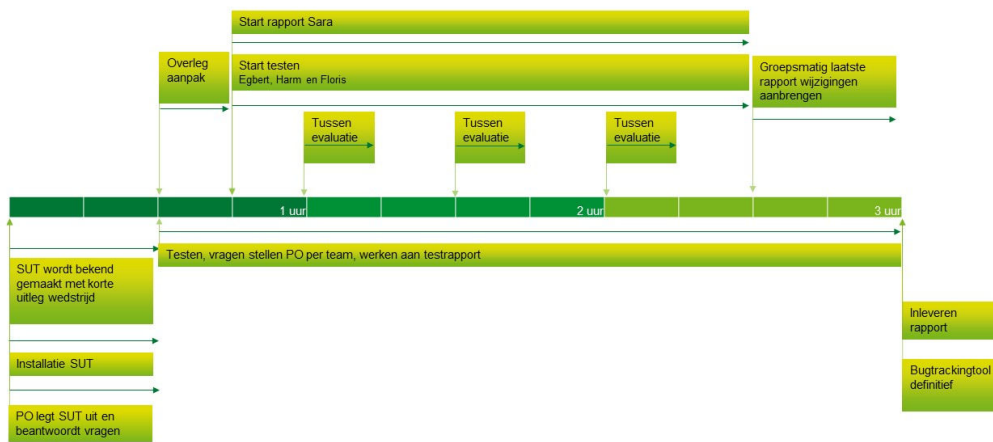 Start rapport Sara
Overleg
aanpak
Start testen
Egbert, Harm en Floris
Groepsmatig laatste
rapport wijzigingen
aanbrengen
Tussen
evaluatie
Tussen
evaluatie
Tussen
evaluatie
1 uur
2 uur
3 uur
Testen, vragen stellen PO per team, werken aan testrapport
SUT wordt bekend
gemaakt met korte
uitleg wedstrijd
Installatie SUT
PO legt SUT uit en
beantwoordt vragen
Inleveren
rapport
Bugtrackingtool
definitief